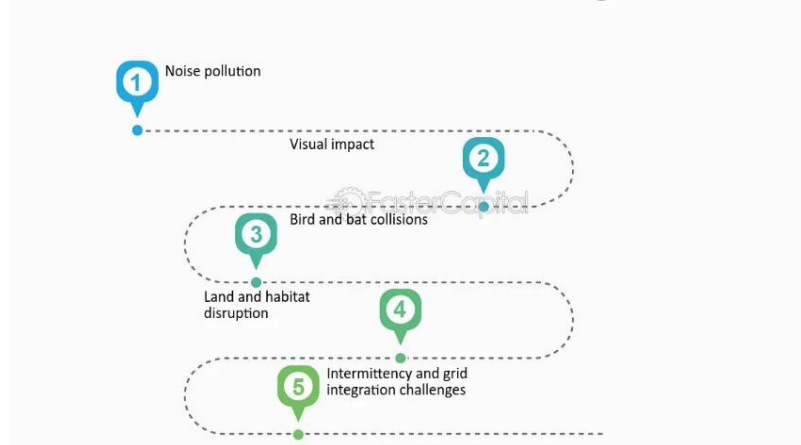 1
Noise pollution
Visual impact
2
FasterCapital
3
Bird and bat collisions
Land and habitat
disruption
4
5
Intermittency and grid
integration challenges